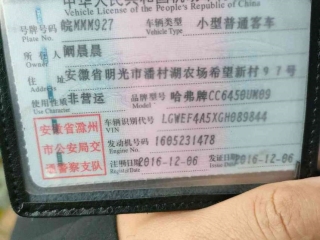 中华人民共和国机
Vehicle License of the People's Republic of China
号牌号码 皖MMM927 车辆类型 小型普通客车
Plate No. Vehicle Type
所有人 阚晨晨
Owner
住址 安徽省明光市潘村湖农场希望新村97号
Address
使用性质 非营运 品牌型号 哈弗牌CC6450UM09
Use Character Model
安徽省滁州市公安局交通警察支队
车辆识别代号 LGWEF4A5XGH089844
VIN
发动机号码 1605231478
Engine No.
注册日期 2016-12-06 发证日期 2016-12-06
Register Date Issue Date